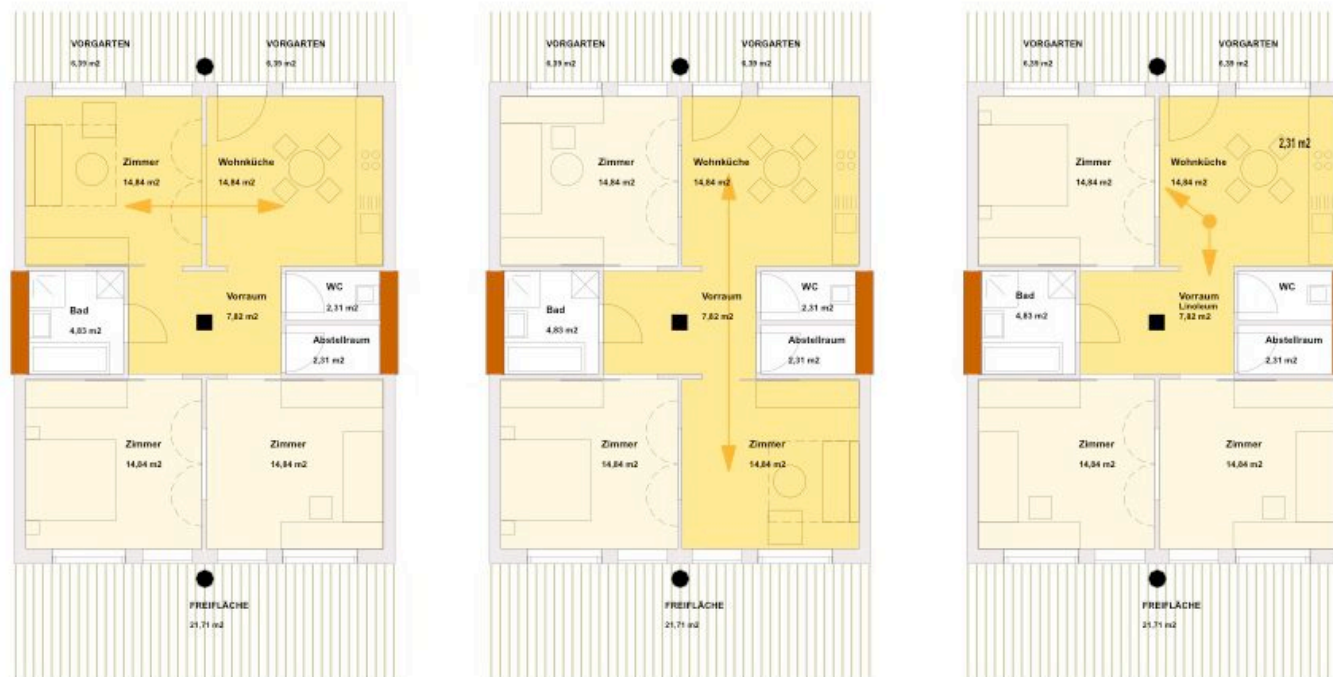 VORGARTEN
6,39 m2
VORGARTEN
6,39 m2
Zimmer
14,84 m2
Wohnküche
14,84 m2
Bad
4,83 m2
Vorraum
7,82 m2
WC
2,31 m2
Abstellraum
2,31 m2
Zimmer
14,84 m2
Zimmer
14,84 m2
FREIFLÄCHE
21,71 m2
VORGARTEN
6,39 m2
VORGARTEN
6,39 m2
Zimmer
14,84 m2
Wohnküche
14,84 m2
Bad
4,83 m2
Vorraum
7,82 m2
WC
2,31 m2
Abstellraum
2,31 m2
Zimmer
14,84 m2
Zimmer
14,84 m2
FREIFLÄCHE
21,71 m2
VORGARTEN
6,39 m2
VORGARTEN
6,39 m2
2,31 m2
Zimmer
14,84 m2
Wohnküche
14,84 m2
Bad
4,83 m2
Vorraum
Linoleum
7,82 m2
WC
Abstellraum
2,31 m2
Zimmer
14,84 m2
Zimmer
14,84 m2
FREIFLÄCHE
21,71 m2